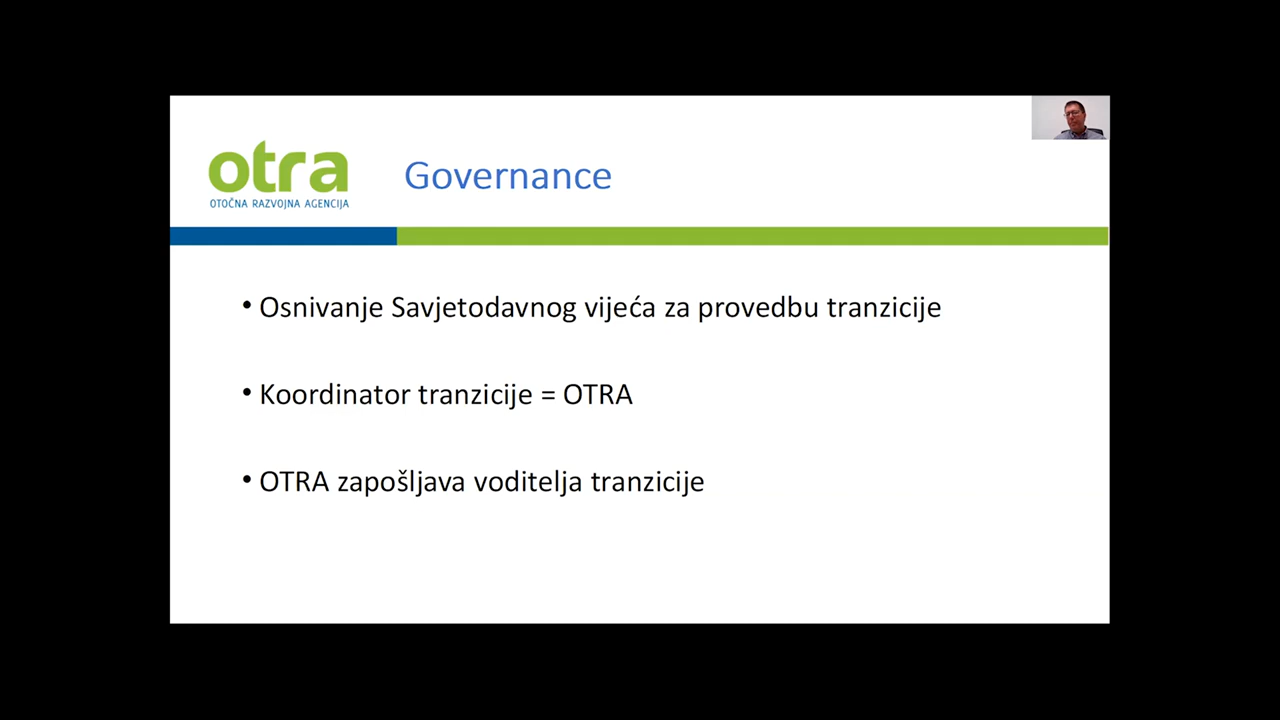 otra
OTOČNA RAZVOJNA AGENCIJA
Governance
• Osnivanje Savjetodavnog vijeća za provedbu tranzicije
• Koordinator tranzicije = OTRA
• OTRA zapošljava voditelja tranzicije